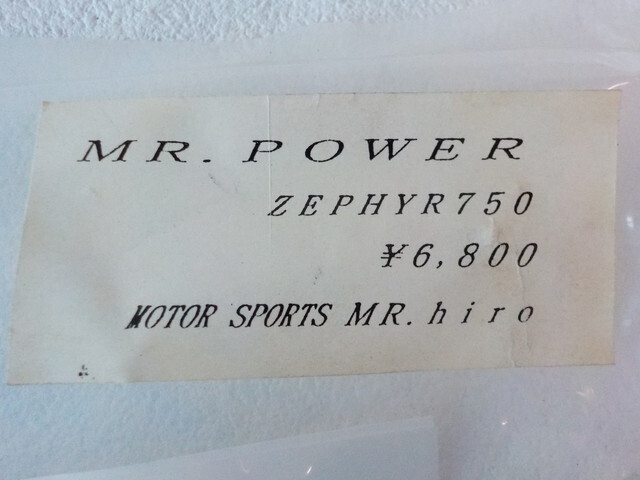 MR. POWER
ZEPHYR750
¥6,800
MOTOR SPORTS MR. hiro